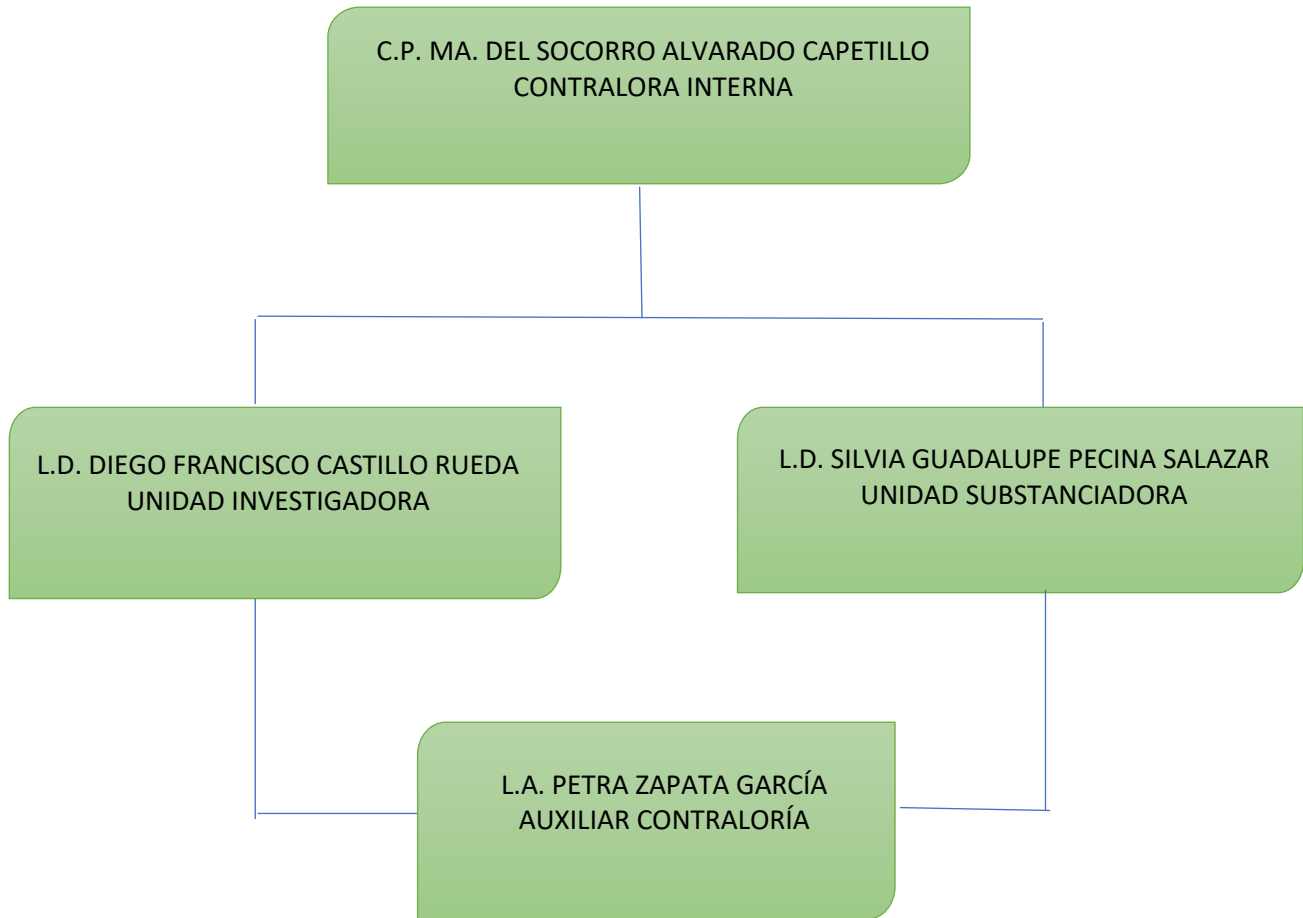 C.P. MA. DEL SOCORRO ALVARADO CAPETILLO
CONTRALORA INTERNA
L.D. DIEGO FRANCISCO CASTILLO RUEDA
UNIDAD INVESTIGADORA
L.D. SILVIA GUADALUPE PECINA SALAZAR
UNIDAD SUBSTANCIADORA
L.A. PETRA ZAPATA GARCÍA
AUXILIAR CONTRALORÍA